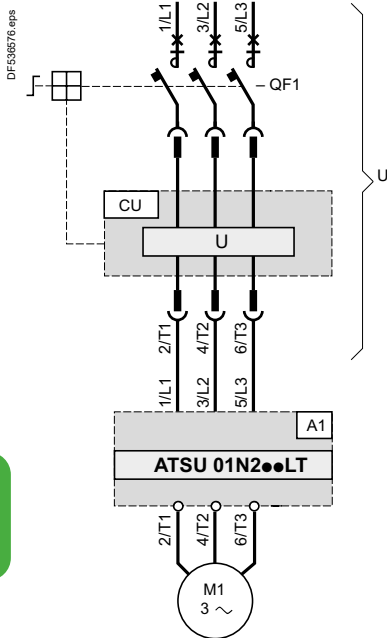 DF536576.eps
1/L1
3/L2
5/L3
QF1
U
CU
U
2/T1
4/T2
6/T3
1/L1
3/L2
5/L3
A1
ATSU 01N2●●LT
2/T1
4/T2
6/T3
M1
3 ~